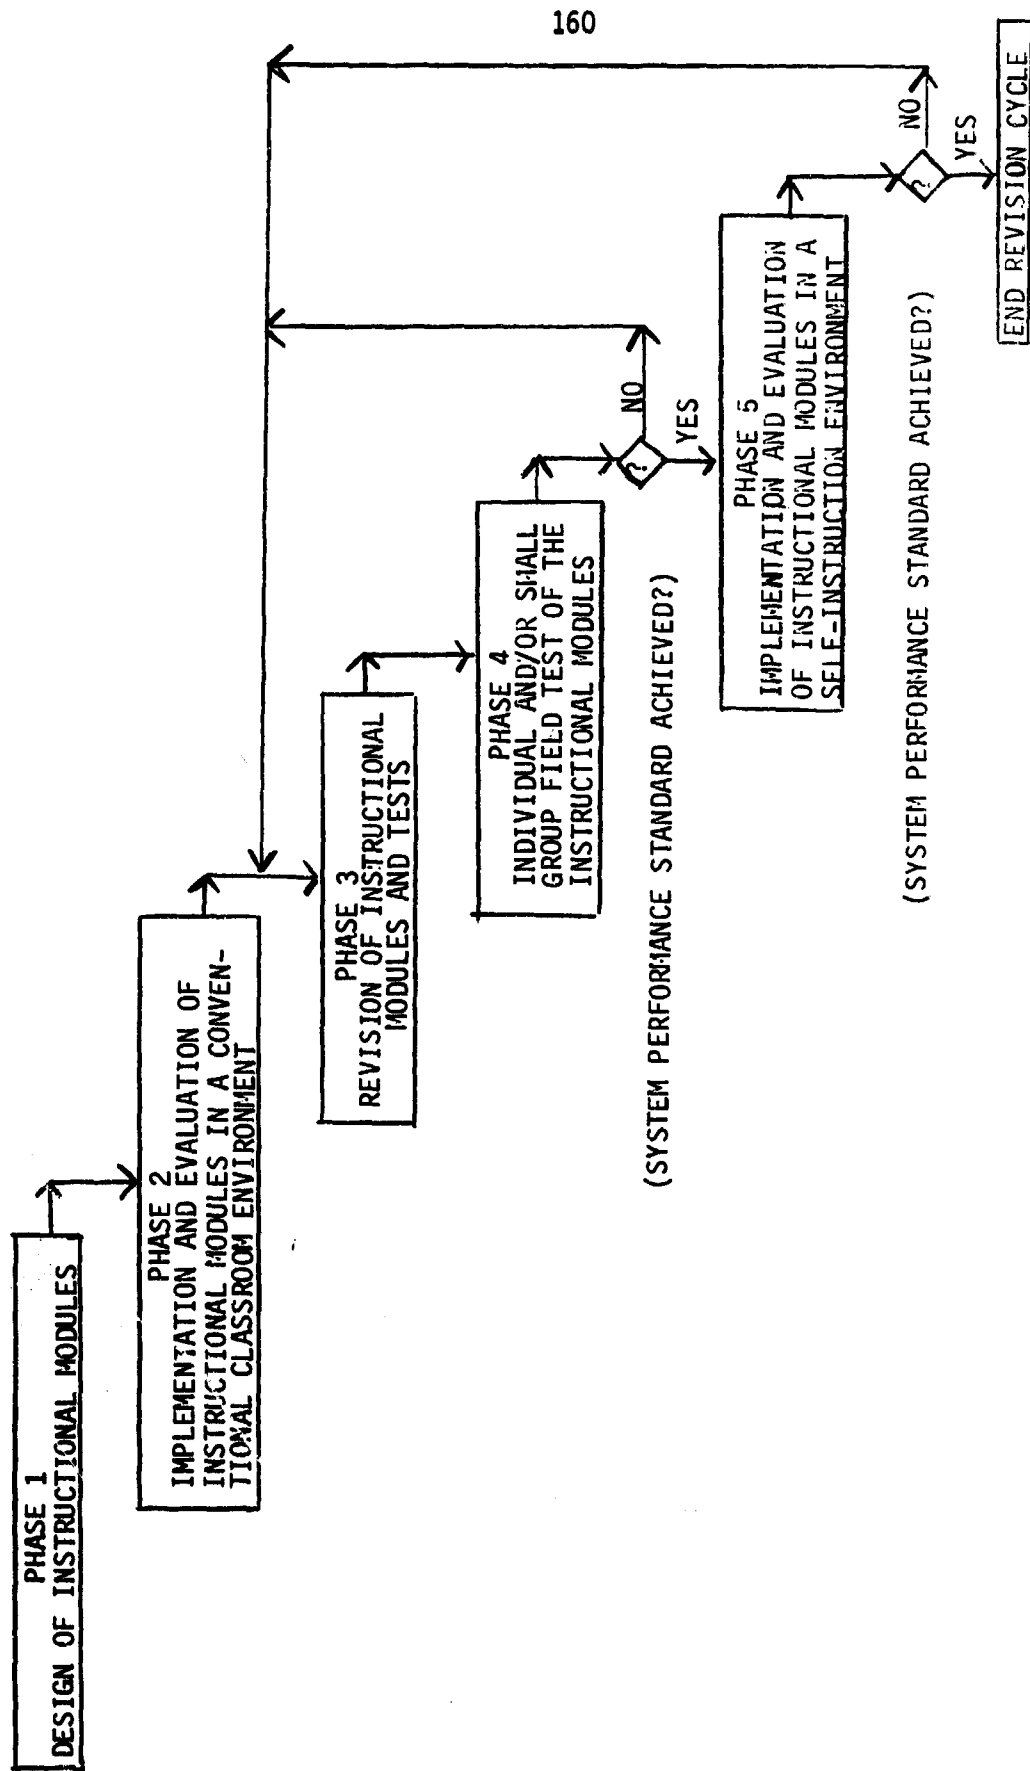 160
PHASE 1
DESIGN OF INSTRUCTIONAL MODULES
PHASE 2
IMPLEMENTATION AND EVALUATION OF
INSTRUCTIONAL MODULES IN A CONVEN-
TIONAL CLASSROOM ENVIRONMENT
PHASE 3
REVISION OF INSTRUCTIONAL
MODULES AND TESTS
PHASE 4
INDIVIDUAL AND/OR SMALL
GROUP FIELD TEST OF THE
INSTRUCTIONAL MODULES
?
NO
YES
(SYSTEM PERFORMANCE STANDARD ACHIEVED?)
PHASE 5
IMPLEMENTATION AND EVALUATION
OF INSTRUCTIONAL MODULES IN A
SELF-INSTRUCTION ENVIRONMENT
?
NO
YES
(SYSTEM PERFORMANCE STANDARD ACHIEVED?)
END REVISION CYCLE